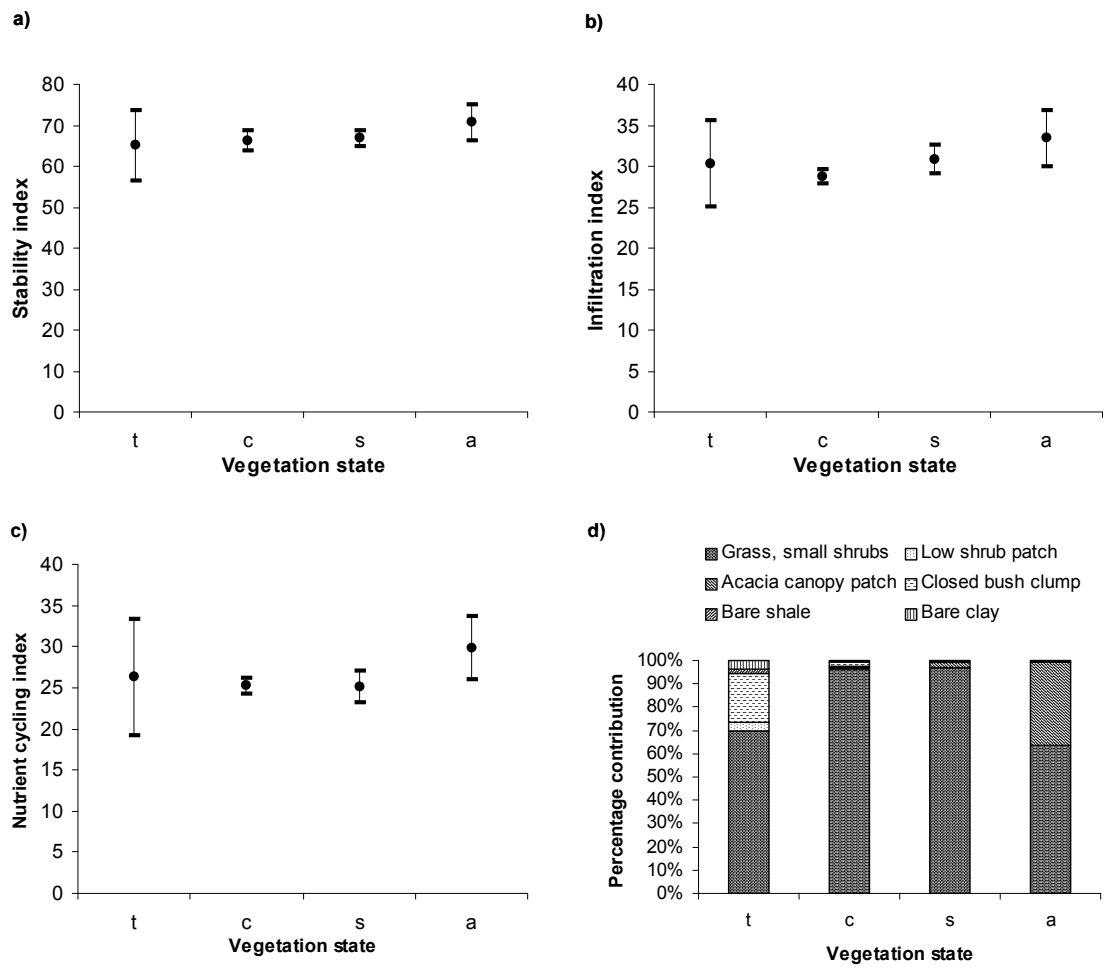 a)
80
70
60
50
40
30
20
10
0
Stability index
t c s a
Vegetation state
b)
40
35
30
25
20
15
10
5
0
Infiltration index
t c s a
Vegetation state
c)
40
35
30
25
20
15
10
5
0
Nutrient cycling index
t c s a
Vegetation state
d)
Grass, small shrubs Low shrub patch
Acacia canopy patch Closed bush clump
Bare shale Bare clay
100%
90%
80%
70%
60%
50%
40%
30%
20%
10%
0%
Percentage contribution
t c s a
Vegetation state